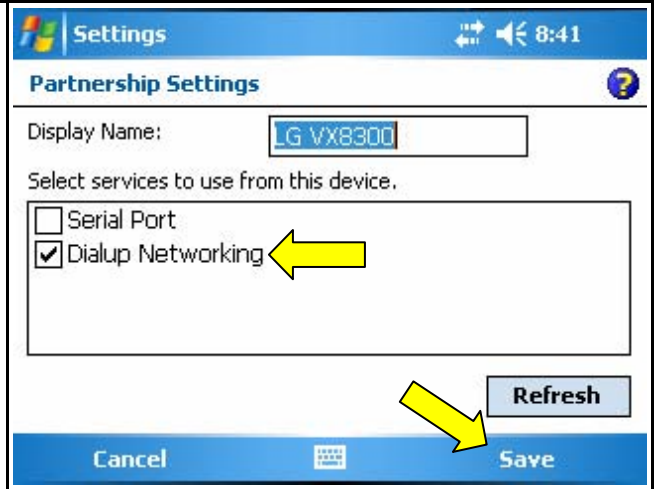 Settings 8:41
Partnership Settings
Display Name: LG VX8300
Select services to use from this device.
Serial Port
Dialup Networking
Refresh
Cancel Save